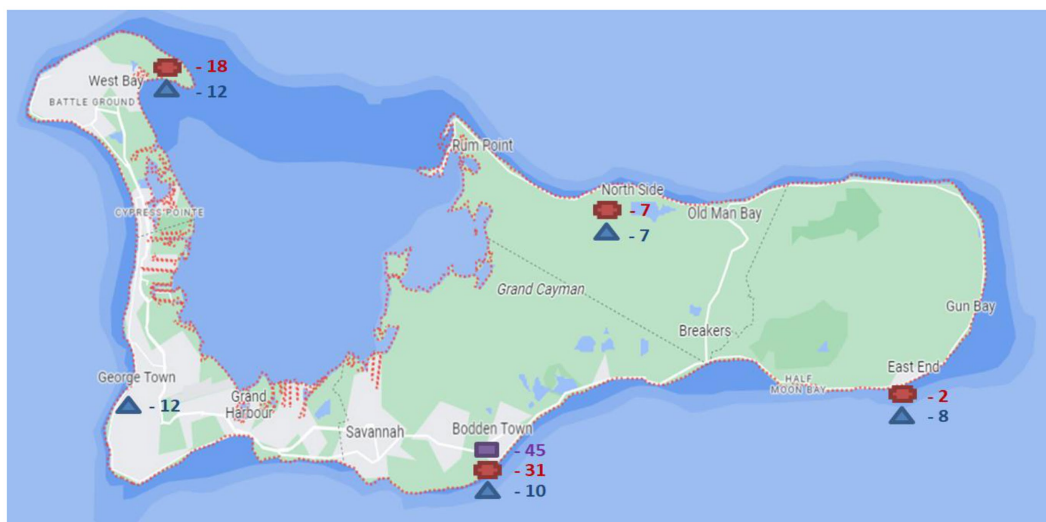 West Bay
- 18
- 12
BATTLE GROUND
Rum Point
North Side
- 7
- 7
Old Man Bay
CYPRESS POINTE
Grand Cayman
Gun Bay
Breakers
George Town
- 12
Grand
Harbour
East End
HALF
MOON BAY
- 2
- 8
Savannah
Bodden Town
- 45
- 31
- 10